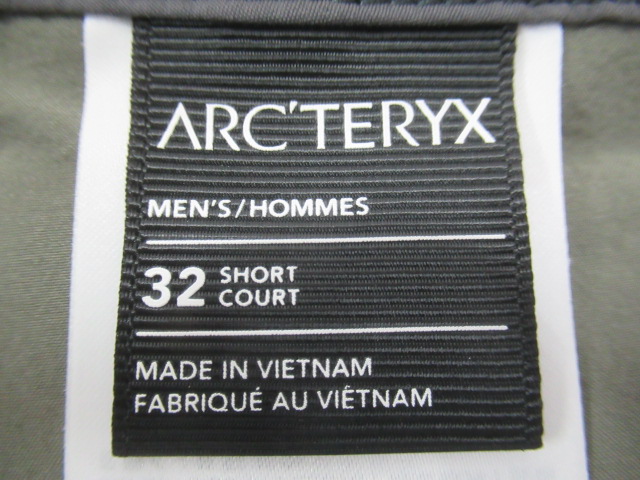 ARC'TERYX
MEN'S/HOMMES
32 SHORT
COURT
MADE IN VIETNAM
FABRIQUÉ AU VIÊTNAM